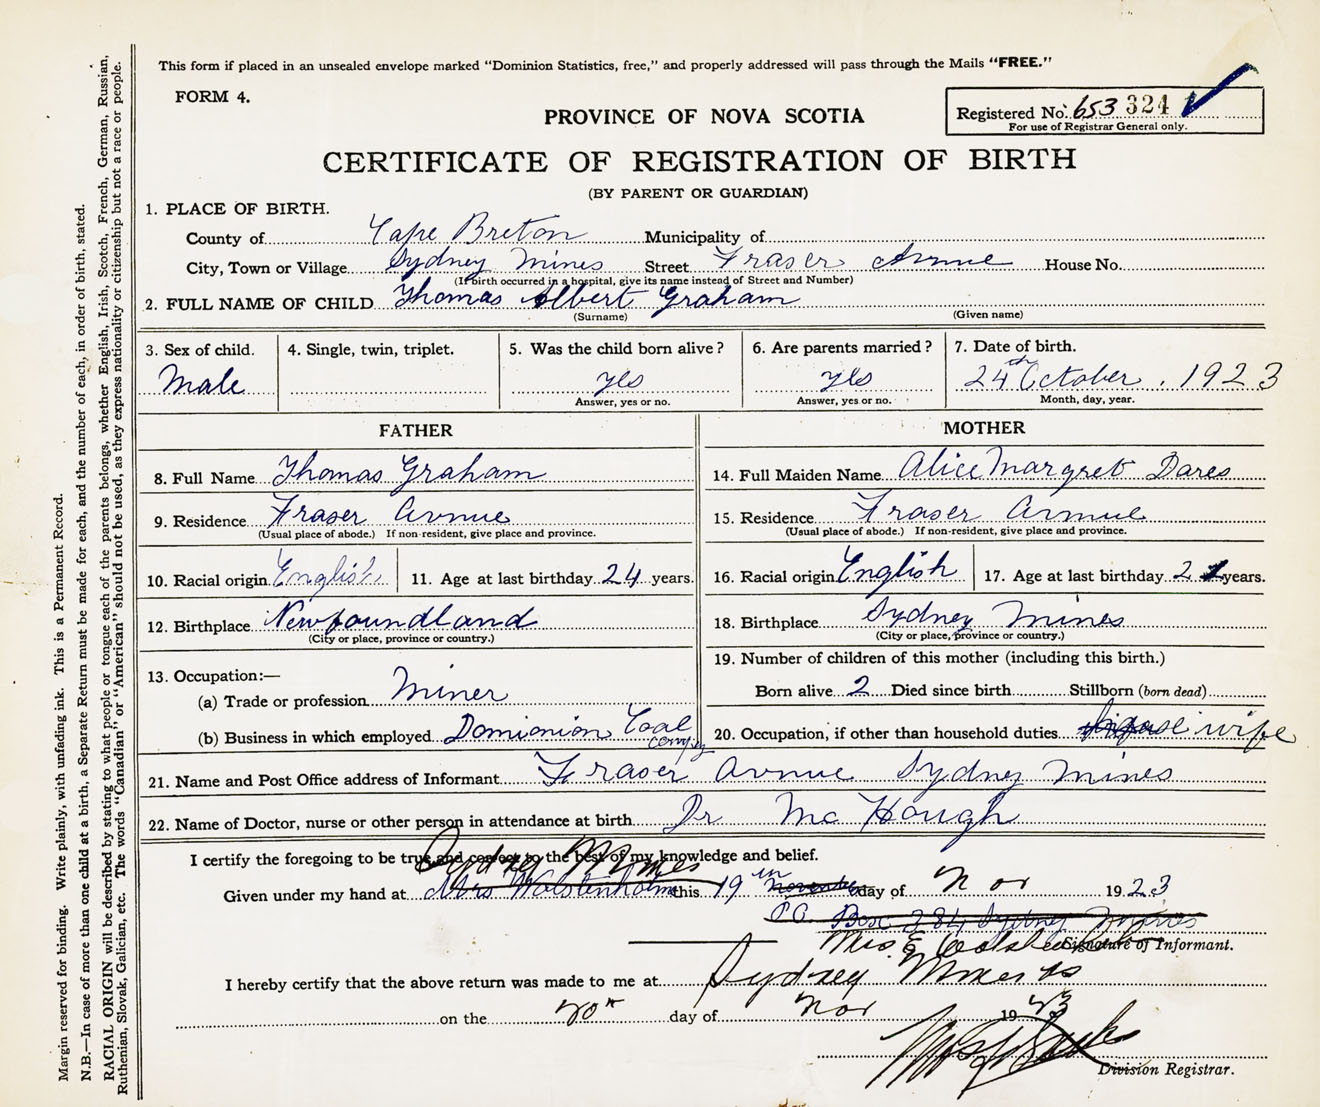 This form if placed in an unsealed envelope marked "Dominion Statistics, free," and properly addressed will pass through the Mails "FREE."
FORM 4.
Registered No. 653 324
For use of Registrar General only.
PROVINCE OF NOVA SCOTIA
CERTIFICATE OF REGISTRATION OF BIRTH
(BY PARENT OR GUARDIAN)
1. PLACE OF BIRTH.
County of Cape Breton Municipality of
City, Town or Village Sydney Mines Street Fraser Avnue House No.
(If birth occurred in a hospital, give its name instead of Street and Number)
2. FULL NAME OF CHILD Thomas Albert Graham
(Surname) (Given name)
3. Sex of child. 4. Single, twin, triplet. 5. Was the child born alive? 6. Are parents married? 7. Date of birth.
Male yes yes 24th October . 1923
Answer, yes or no. Answer, yes or no. Month, day, year.
FATHER
8. Full Name Thomas Graham
9. Residence Fraser Avnue
(Usual place of abode.) If non-resident, give place and province.
10. Racial origin English 11. Age at last birthday 24 years.
12. Birthplace Newfoundland
(City or place, province or country.)
13. Occupation:—
(a) Trade or profession Miner
(b) Business in which employed Dominion Coal
MOTHER
14. Full Maiden Name Alice Margret Dares
15. Residence Fraser Avnue
(Usual place of abode.) If non-resident, give place and province.
16. Racial origin English 17. Age at last birthday 21 years.
18. Birthplace Sydney Mines
(City or place, province or country.)
19. Number of children of this mother (including this birth.)
Born alive 2 Died since birth Stillborn (born dead)
20. Occupation, if other than household duties wife
21. Name and Post Office address of Informant Fraser Avnue Sydney Mines
22. Name of Doctor, nurse or other person in attendance at birth Dr Mc Hough
I certify the foregoing to be true and correct to the best of my knowledge and belief.
Sydney Mines
Given under my hand at Mrs Wolstenholme this 19 day of Nov 1923
P.O. Box 284 Sydney Mines
Mrs E
Signature of Informant.
I hereby certify that the above return was made to me at Sydney Mines
on the 20th day of Nov 1923
Division Registrar.
Margin reserved for binding. Write plainly, with unfading ink. This is a Permanent Record.
N.B.—In case of more than one child at a birth, a Separate Return must be made for each, and the number of each, in order of birth, stated.
RACIAL ORIGIN will be described by stating to what people or tongue each of the parents belongs, whether English, Irish, Scotch, French, German, Russian,
Ruthenian, Slovak, Galician, etc. The words "Canadian" or "American" should not be used, as they express nationality or citizenship but not a race or people.